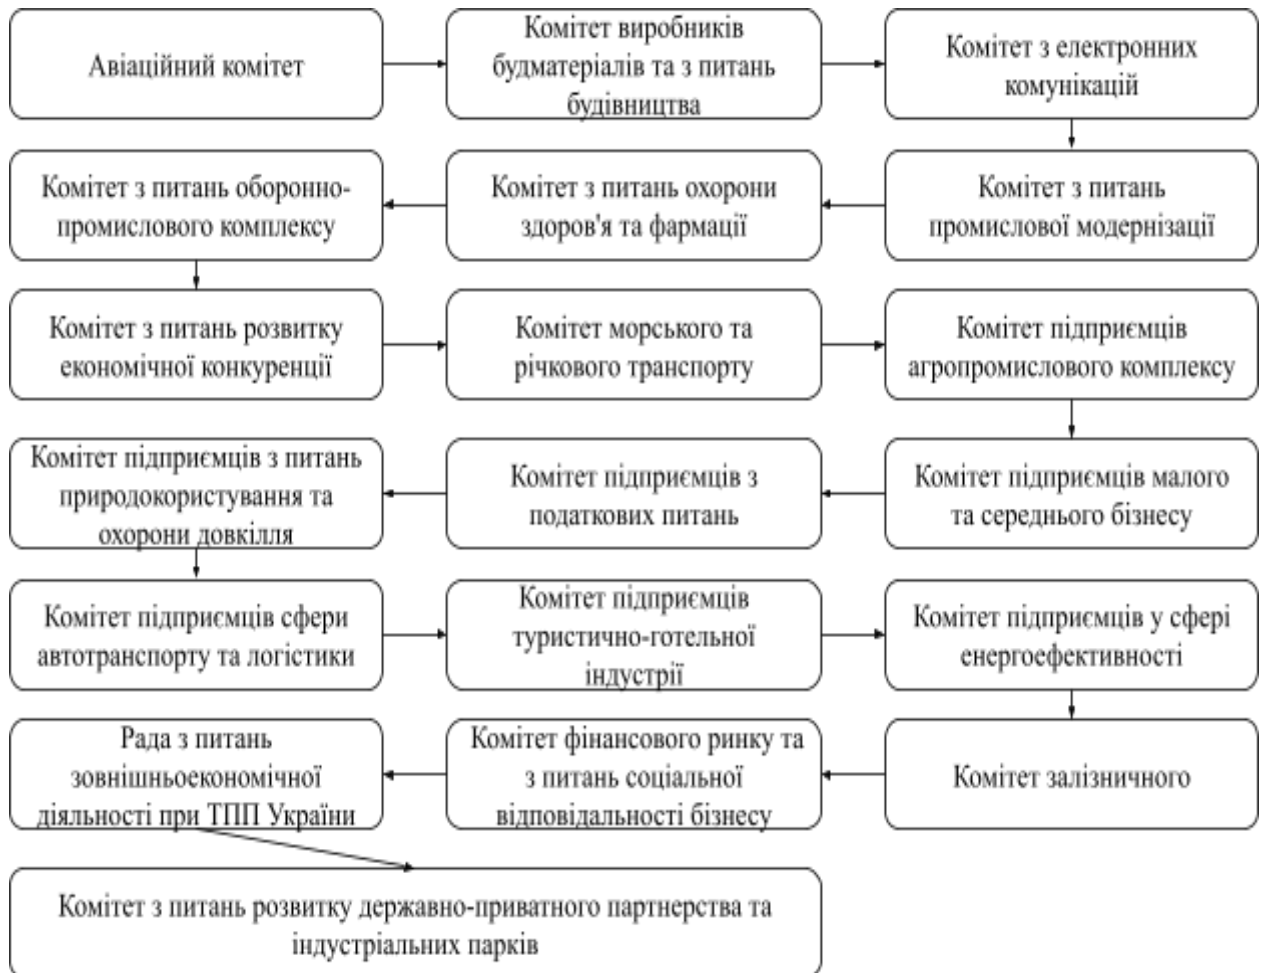 Авіаційний комітет
Комітет виробників
будматеріалів та з питань
будівництва
Комітет з електронних
комунікацій
Комітет з питань оборонно-
промислового комплексу
Комітет з питань охорони
здоров'я та фармації
Комітет з питань
промислової модернізації
Комітет з питань розвитку
економічної конкуренції
Комітет морського та
річкового транспорту
Комітет підприємців
агропромислового комплексу
Комітет підприємців з питань
природокористування та
охорони довкілля
Комітет підприємців з
податкових питань
Комітет підприємців малого
та середнього бізнесу
Комітет підприємців сфери
автотранспорту та логістики
Комітет підприємців
туристично-готельної
індустрії
Комітет підприємців у сфері
енергоефективності
Рада з питань
зовнішньоекономічної
діяльності при ТПП України
Комітет фінансового ринку та
з питань соціальної
відповідальності бізнесу
Комітет залізничного
Комітет з питань розвитку державно-приватного партнерства та
індустріальних парків